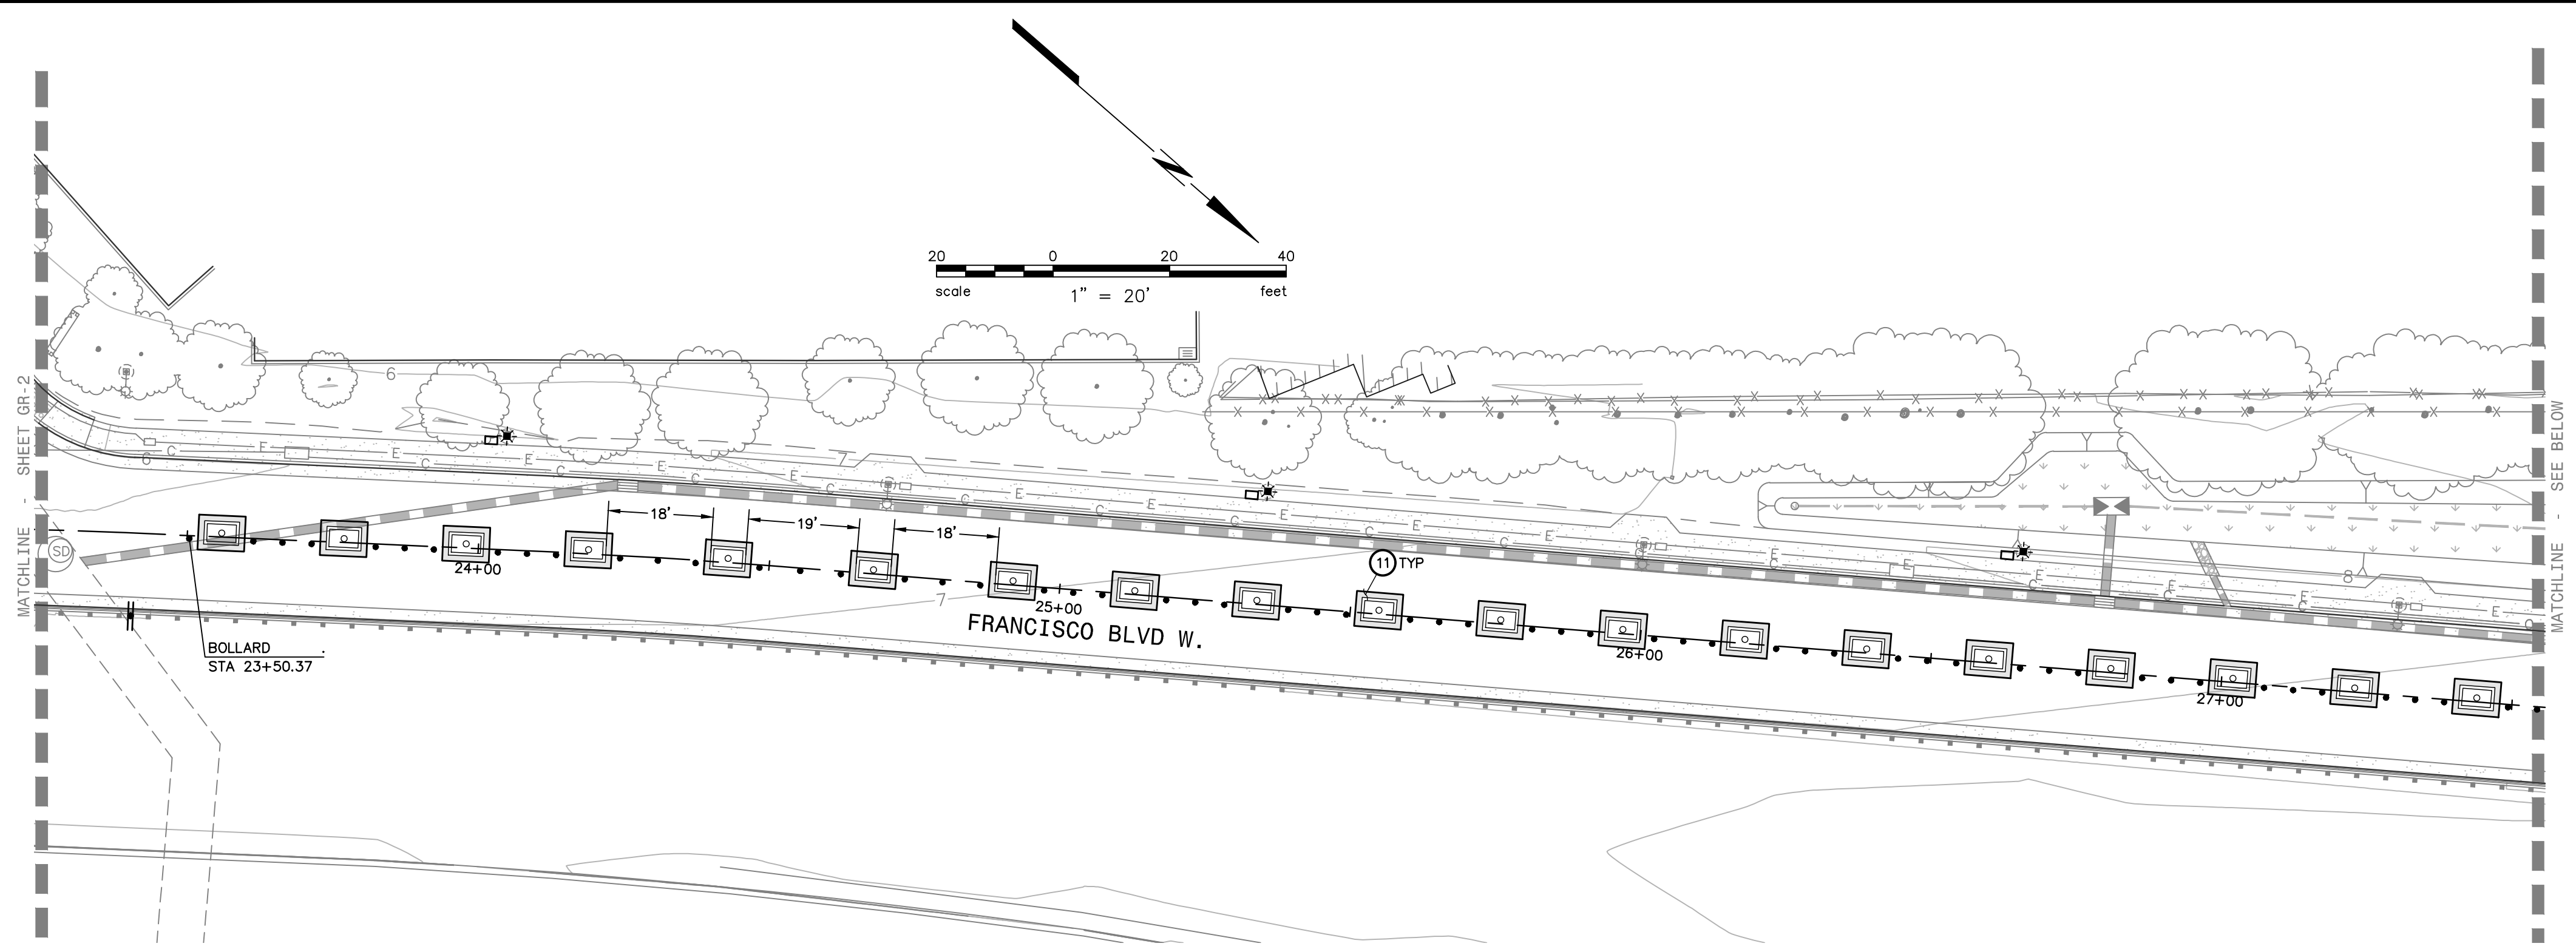 20 0 20 40
scale feet
1" = 20'
MATCHLINE - SHEET GR-2
MATCHLINE - SEE BELOW
6
6
7
E E E E E E E E E E E E E E E
C C C C C C C C C C C C C C C C
SD
18'
19'
18'
11 TYP
24+00
25+00
7
8
26+00
27+00
FRANCISCO BLVD W.
BOLLARD
STA 23+50.37